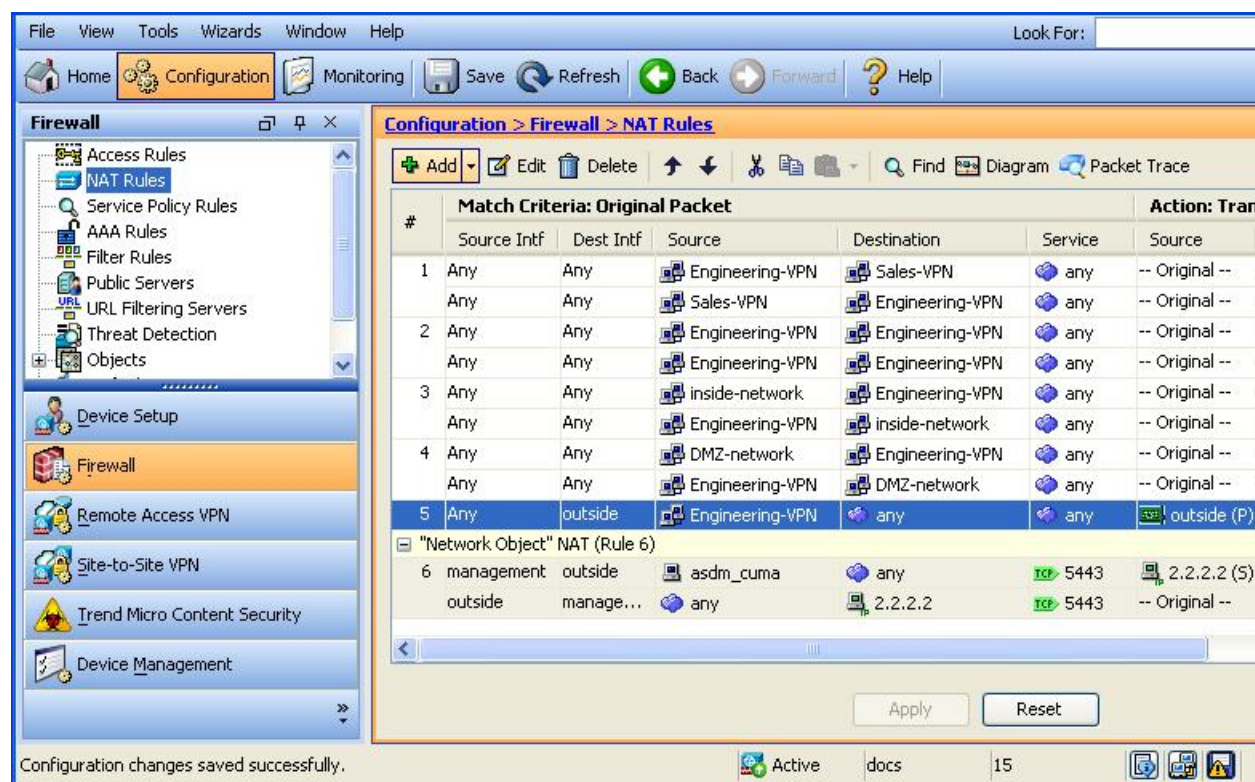 File View Tools Wizards Window Help Look For:
Home Configuration Monitoring Save Refresh Back Forward Help
Firewall
Access Rules
NAT Rules
Service Policy Rules
AAA Rules
Filter Rules
Public Servers
URL Filtering Servers
Threat Detection
Objects
Device Setup
Firewall
Remote Access VPN
Site-to-Site VPN
Trend Micro Content Security
Device Management
Configuration > Firewall > NAT Rules
Add Edit Delete Find Diagram Packet Trace
# Match Criteria: Original Packet Action: Tran
Source Intf Dest Intf Source Destination Service Source
1 Any Any Engineering-VPN Sales-VPN any -- Original --
Any Any Sales-VPN Engineering-VPN any -- Original --
2 Any Any Engineering-VPN Engineering-VPN any -- Original --
Any Any Engineering-VPN Engineering-VPN any -- Original --
3 Any Any inside-network Engineering-VPN any -- Original --
Any Any Engineering-VPN inside-network any -- Original --
4 Any Any DMZ-network Engineering-VPN any -- Original --
Any Any Engineering-VPN DMZ-network any -- Original --
5 Any outside Engineering-VPN any any outside (P)
"Network Object" NAT (Rule 6)
6 management outside asdm_cuma any TCP 5443 2.2.2.2 (S)
outside manage... any 2.2.2.2 TCP 5443 -- Original --
Apply Reset
Configuration changes saved successfully. Active docs 15